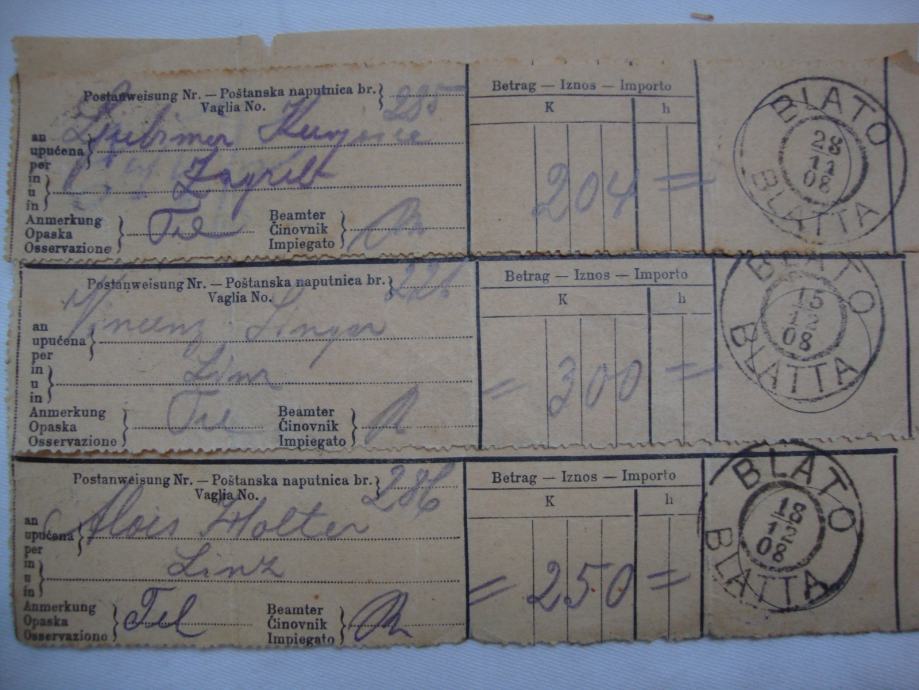 Postanweisung Nr. — Poštanska naputnica br.
Vaglia No.
Betrag — Iznos — Importo
K h
an
upućena
per
in
u
in
Zagreb
Anmerkung
Opaska
Osservazione
Tel
Beamter
Činovnik
Impiegato
204 =
BLATO
28
11
08
BLATTA
Postanweisung Nr. — Poštanska naputnica br.
Vaglia No.
Betrag — Iznos — Importo
K h
an
upućena
per
Vincenz Singer
in
u
in
Linz
Anmerkung
Opaska
Osservazione
Tel
Beamter
Činovnik
Impiegato
= 300 =
BLATO
15
12
08
BLATTA
Postanweisung Nr. — Poštanska naputnica br.
Vaglia No.
286
Betrag — Iznos — Importo
K h
an
upućena
per
Alois Holter
in
u
in
Linz
Anmerkung
Opaska
Osservazione
Tel
Beamter
Činovnik
Impiegato
= 250 =
BLATO
18
12
08
BLATTA